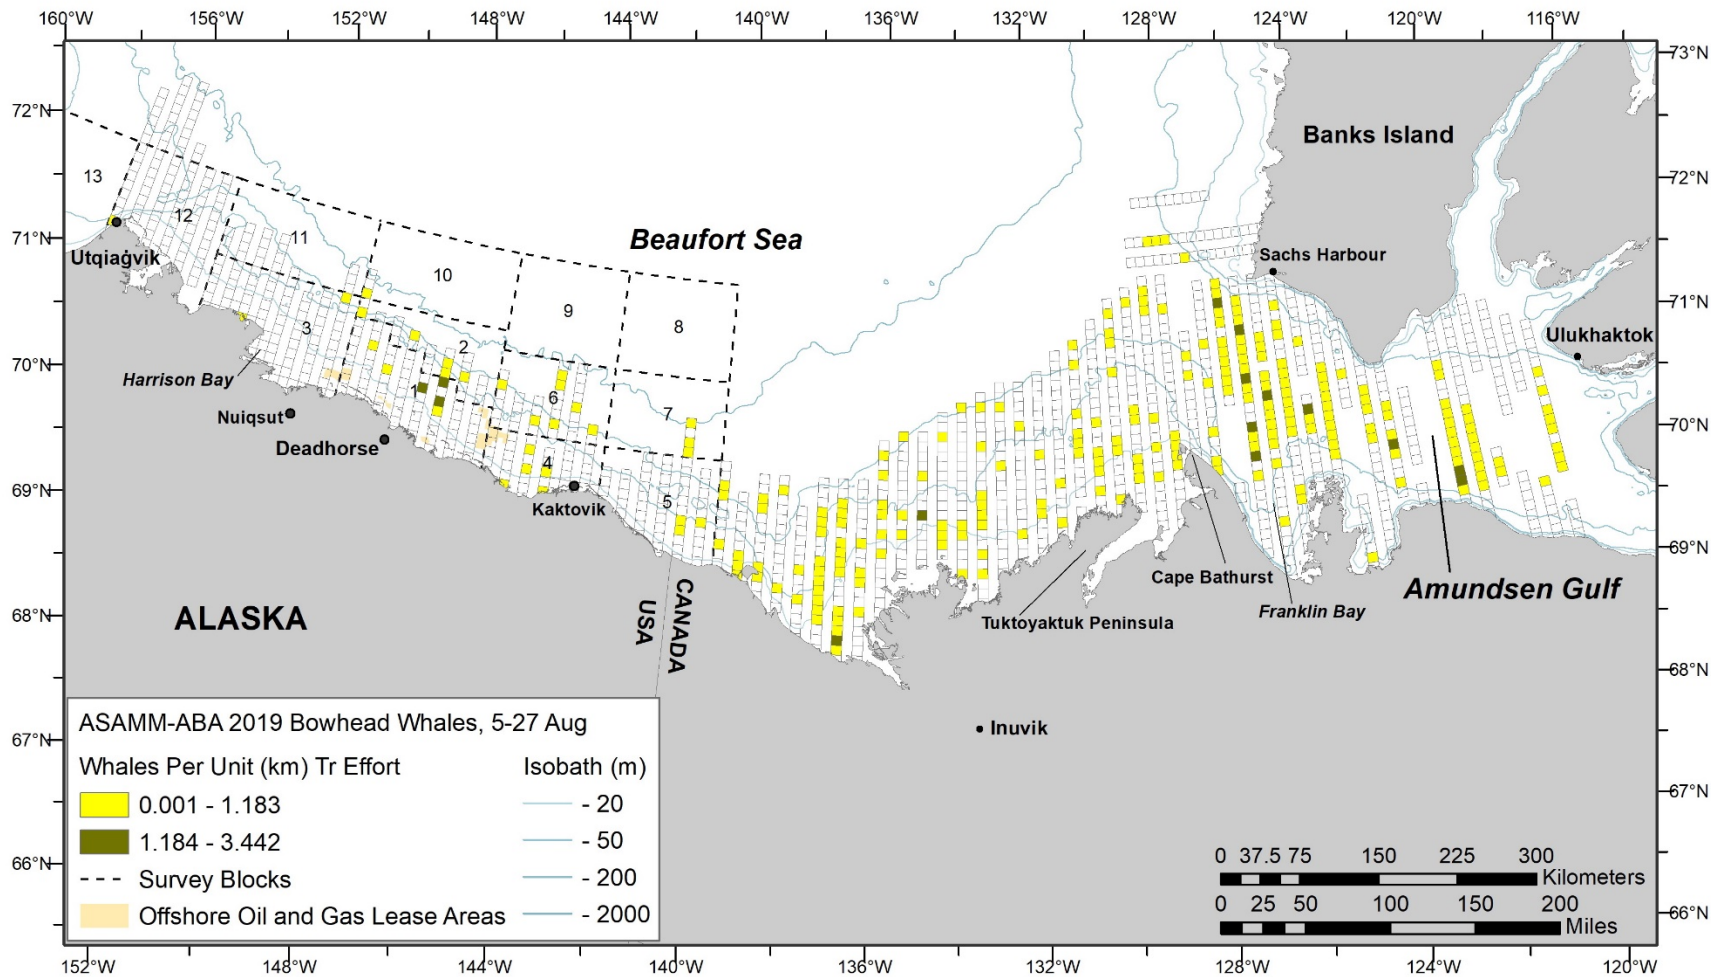 160°W 156°W 152°W 148°W 144°W 140°W 136°W 132°W 128°W 124°W 120°W 116°W
73°N
72°N
72°N
71°N
71°N
70°N
70°N
69°N
69°N
68°N
68°N
67°N
67°N
66°N
66°N
Banks Island
13
12
11
10
9
8
3
2
1
6
7
4
5
Beaufort Sea
Utqiaġvik
Sachs Harbour
Ulukhaktok
Harrison Bay
Nuiqsut
Deadhorse
Kaktovik
Cape Bathurst
Amundsen Gulf
Franklin Bay
Tuktoyaktuk Peninsula
ALASKA
USA
CANADA
Inuvik
ASAMM-ABA 2019 Bowhead Whales, 5-27 Aug
Whales Per Unit (km) Tr Effort
0.001 - 1.183
1.184 - 3.442
Survey Blocks
Offshore Oil and Gas Lease Areas
Isobath (m)
- 20
- 50
- 200
- 2000
0 37.5 75 150 225 300
Kilometers
0 25 50 100 150 200
Miles
152°W 148°W 144°W 140°W 136°W 132°W 128°W 124°W 120°W